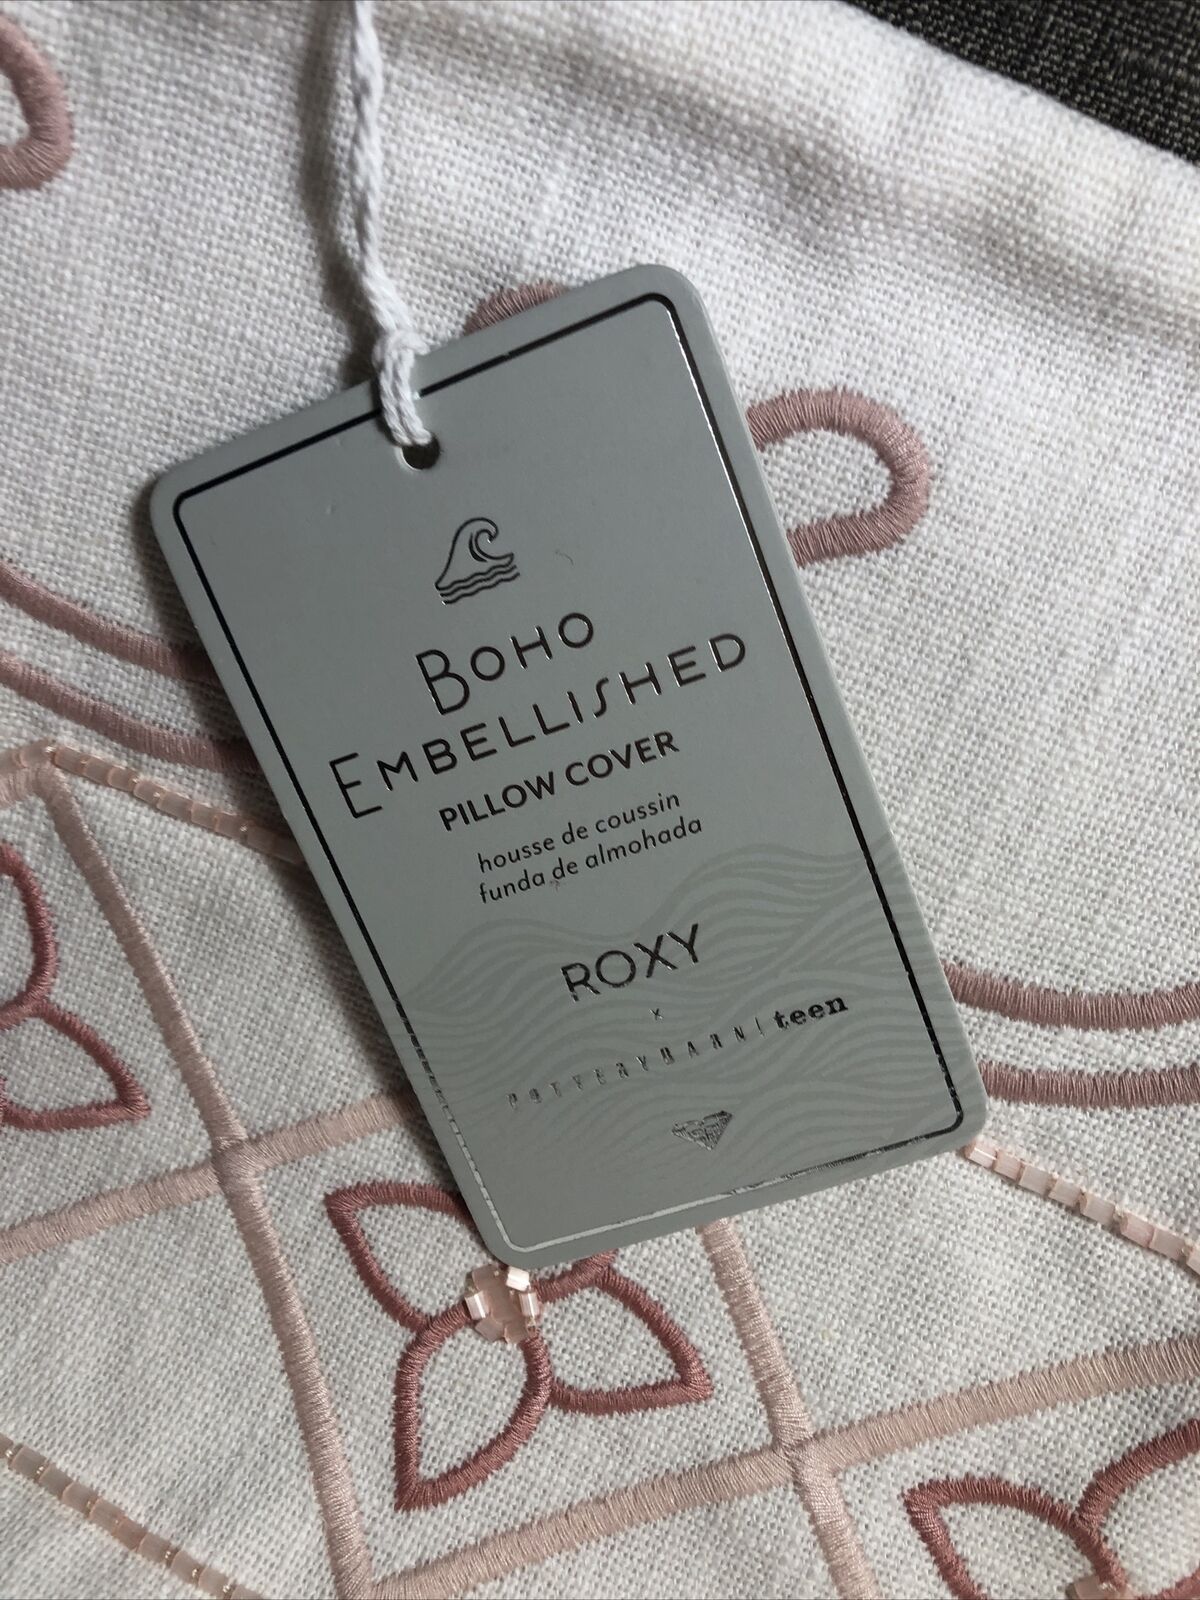 BOHO
EMBELLISHED
PILLOW COVER
housse de coussin
funda de almohada
ROXY
x
POTTERYBARN | teen